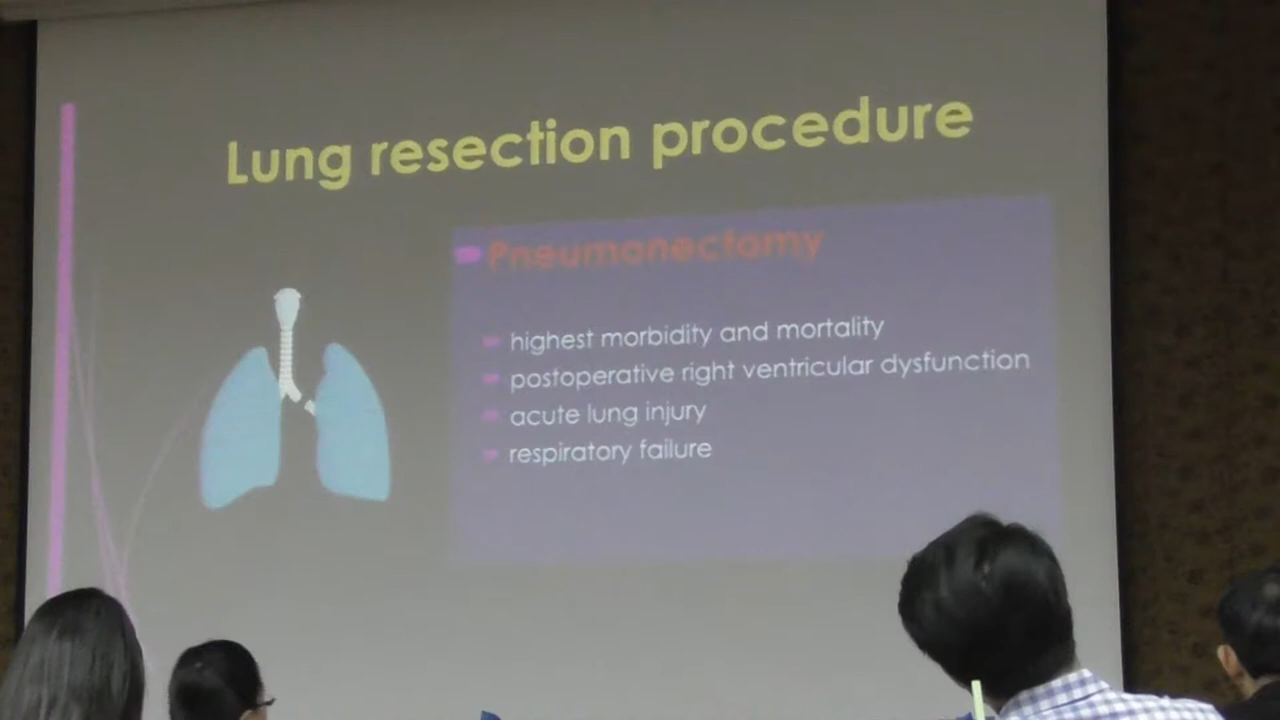 Lung resection procedure
Pneumonectomy
highest morbidity and mortality
postoperative right ventricular dysfunction
acute lung injury
respiratory failure